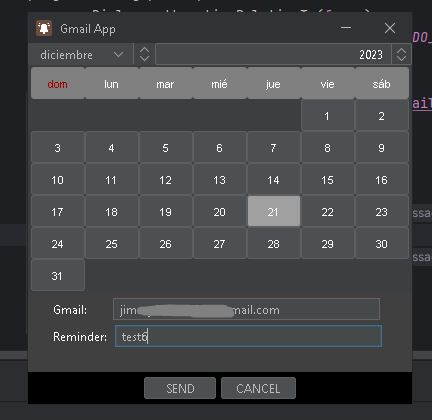 Gmail App
diciembre 2023
dom lun mar mié jue vie sáb
1 2
3 4 5 6 7 8 9
10 11 12 13 14 15 16
17 18 19 20 21 22 23
24 25 26 27 28 29 30
31
Gmail: jim mail.com
Reminder: test6
SEND CANCEL